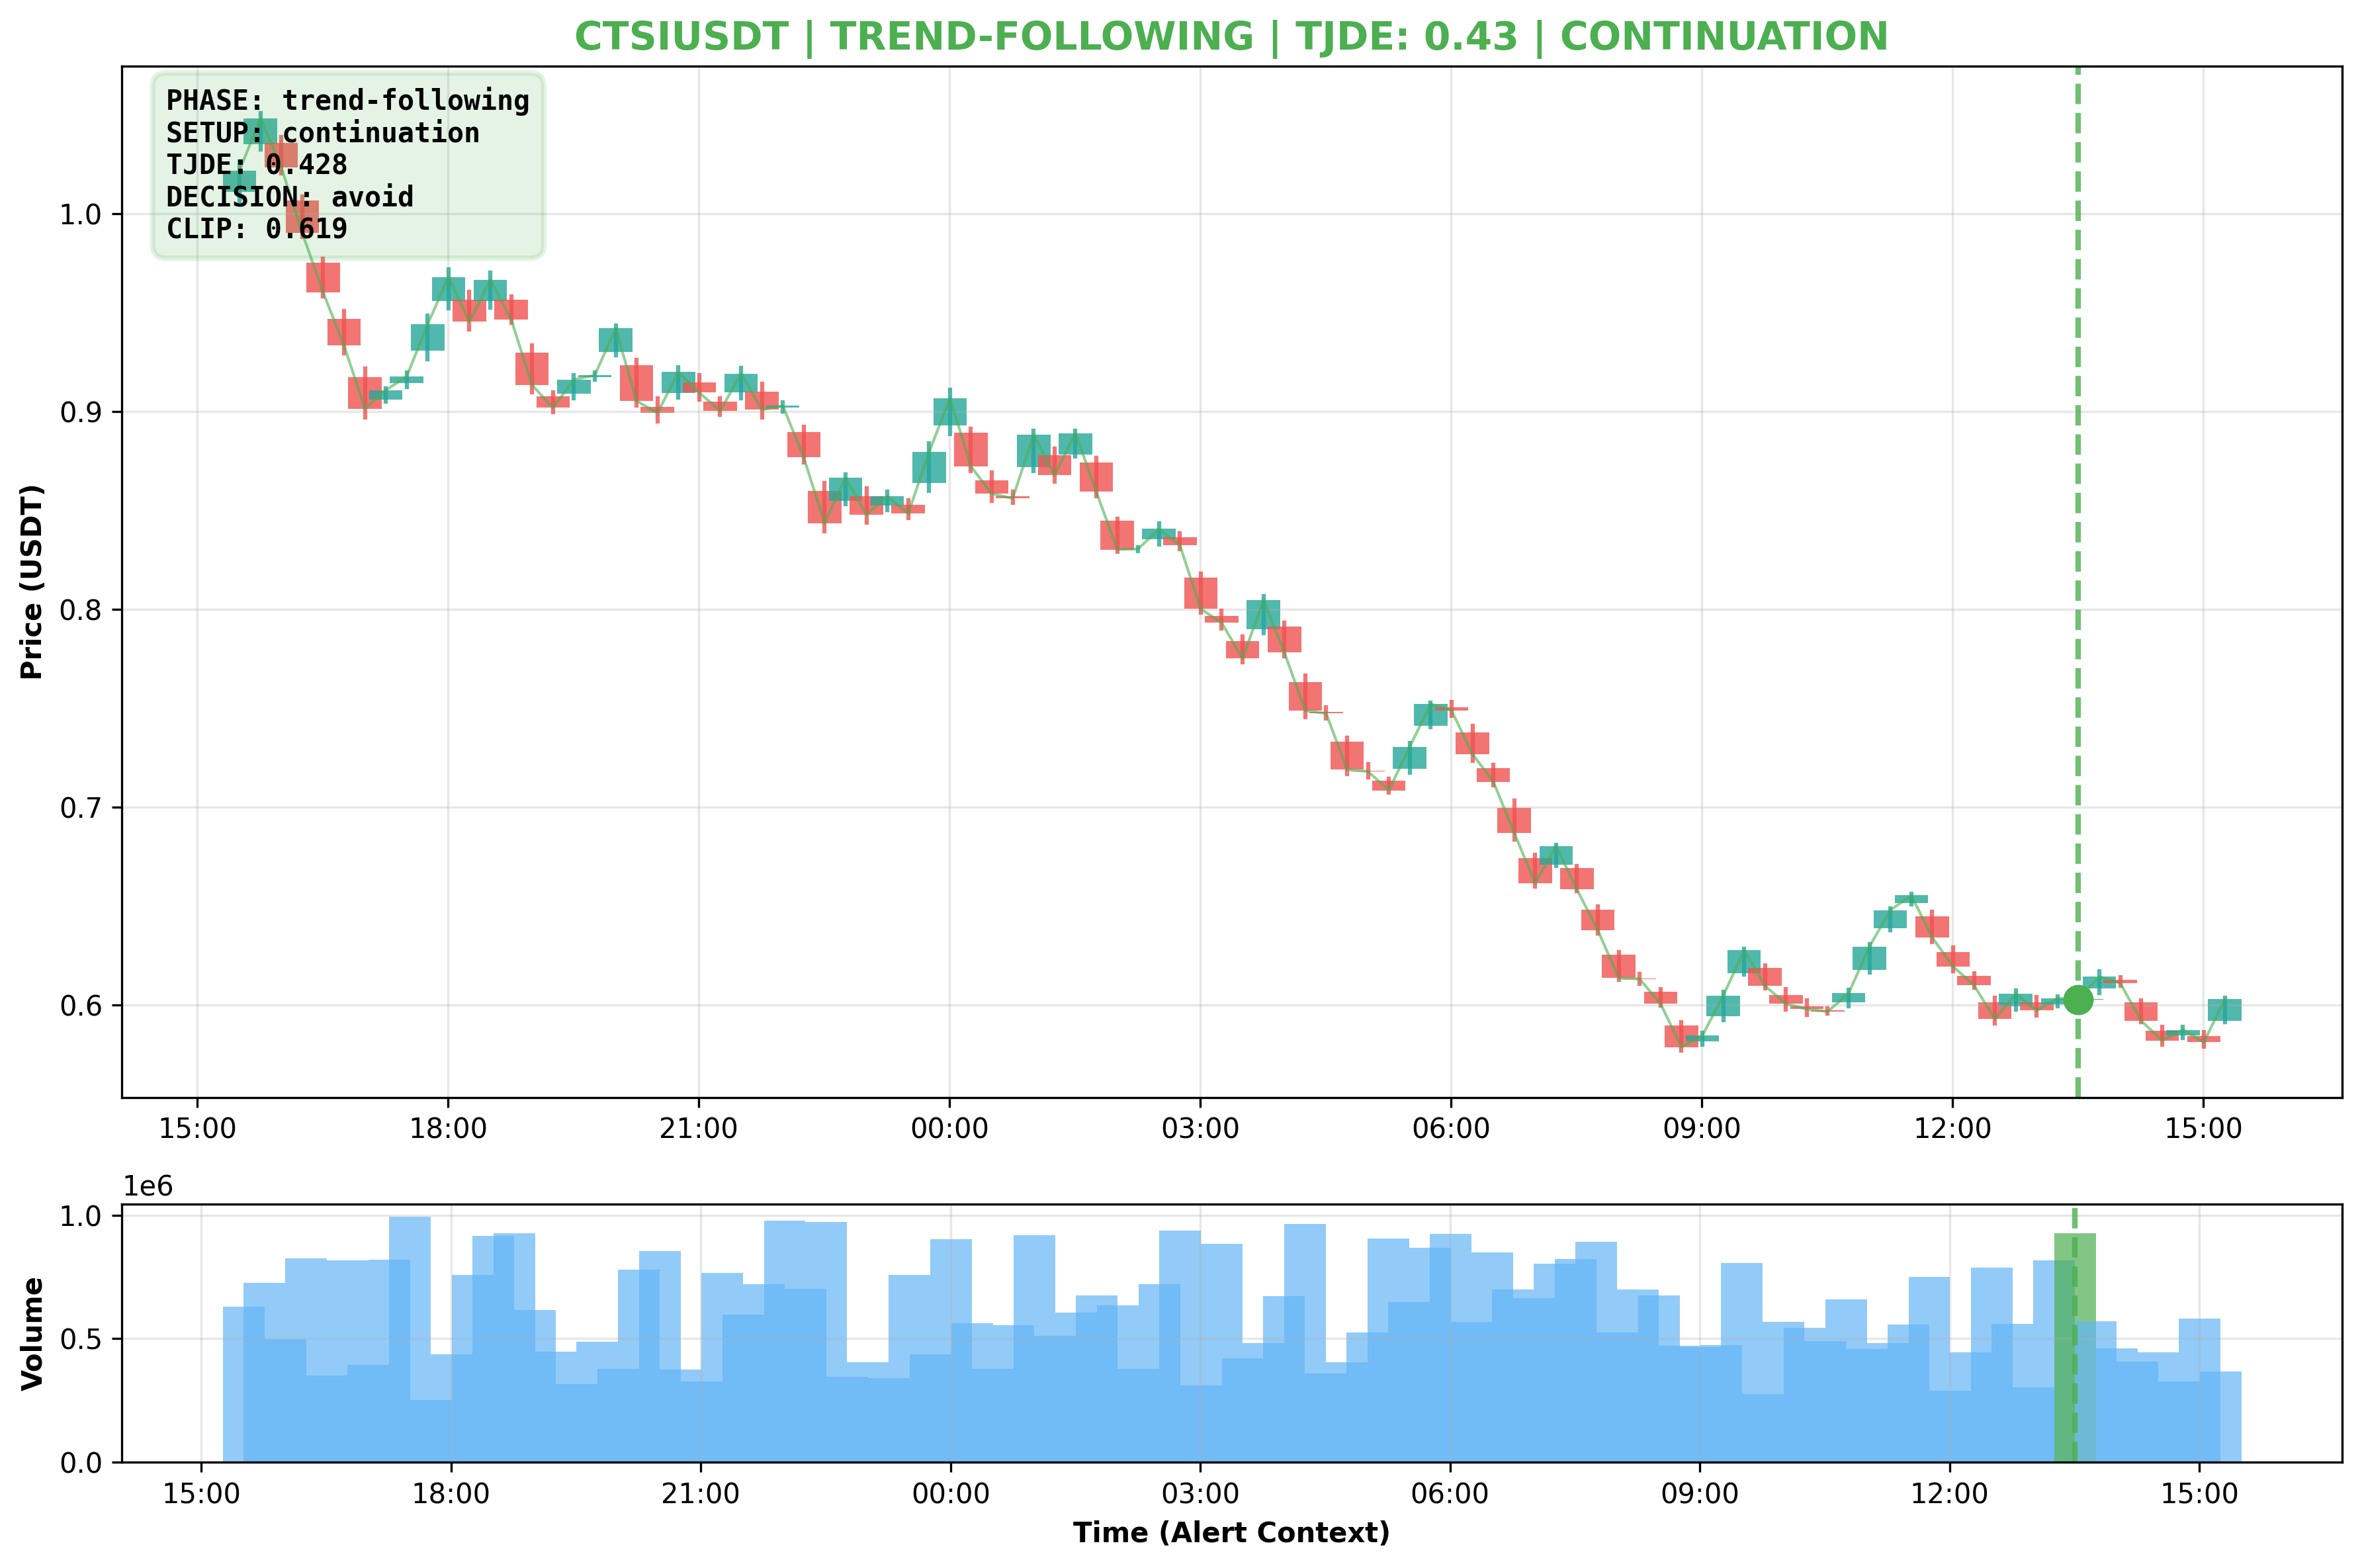 CTSIUSDT | TREND-FOLLOWING | TJDE: 0.43 | CONTINUATION
PHASE: trend-following
SETUP: continuation
TJDE: 0.428
DECISION: avoid
CLIP: 0.619
Price (USDT)
1.0
0.9
0.8
0.7
0.6
15:00 18:00 21:00 00:00 03:00 06:00 09:00 12:00 15:00
1e6
Volume
1.0
0.5
0.0
15:00 18:00 21:00 00:00 03:00 06:00 09:00 12:00 15:00
Time (Alert Context)